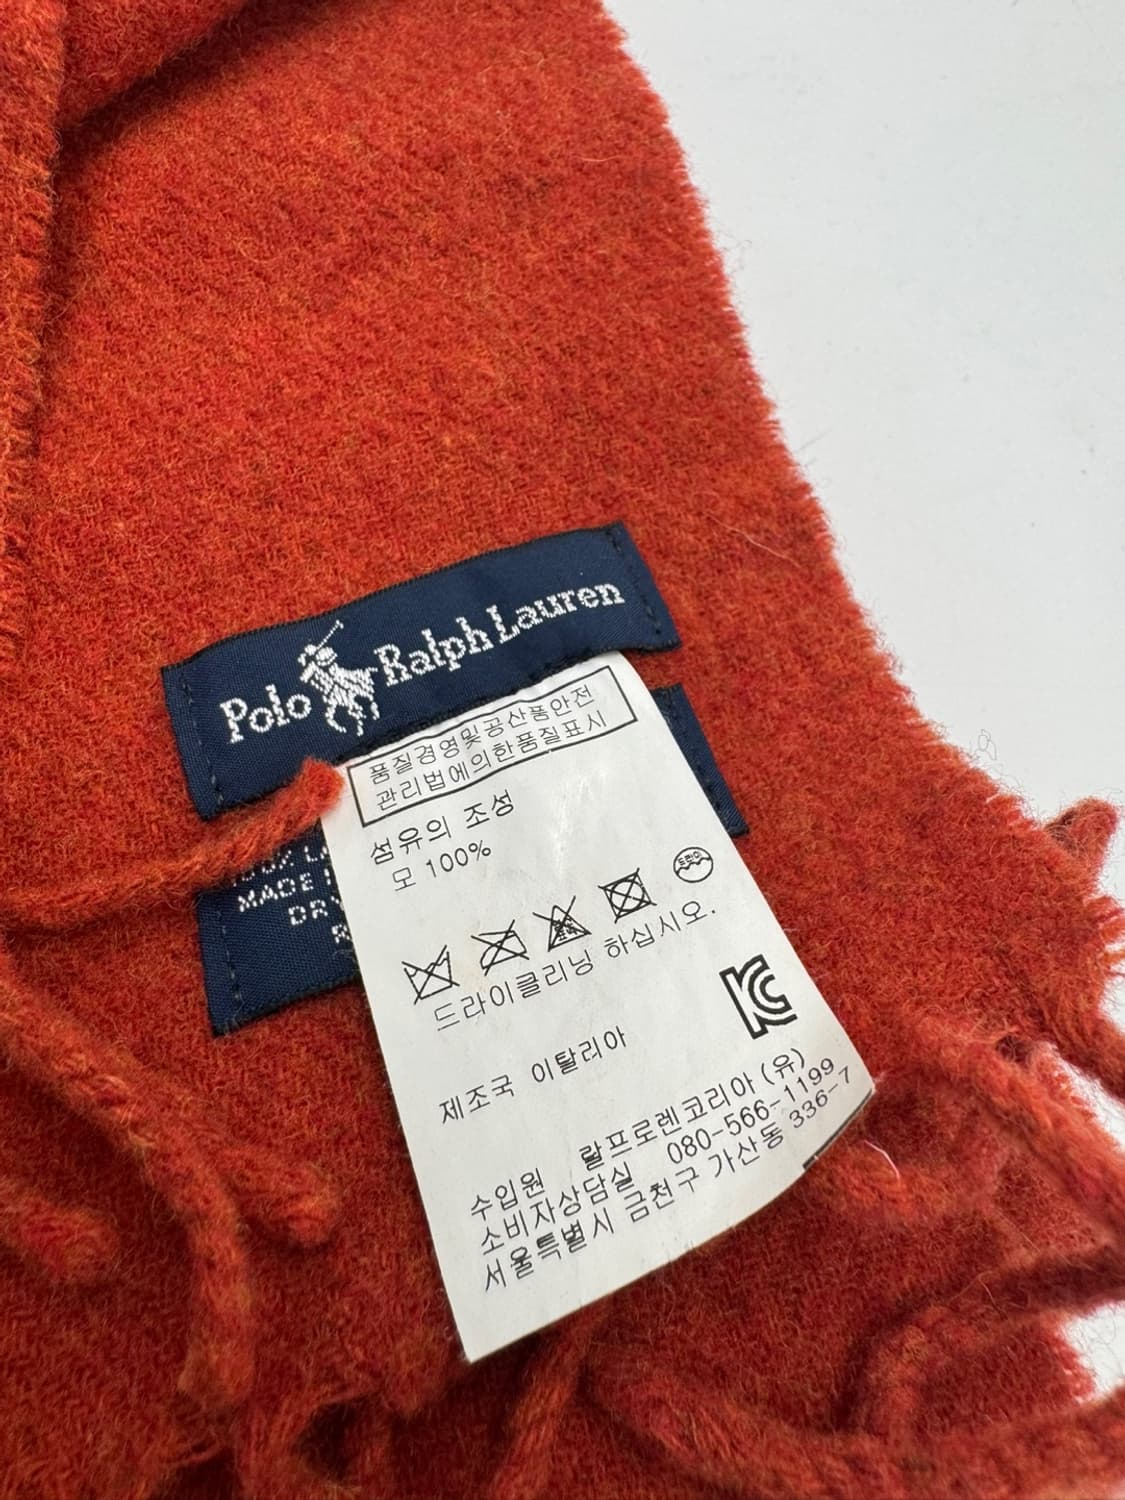 Polo Ralph Lauren
품질경영및공산품안전
관리법에의한품질표시
섬유의 조성
모 100%
MADE
DRY
드라이클리닝 하십시오.
제조국 이탈리아
수입원 랄프로렌코리아 (유)
소비자상담실 080-566-1199
서울특별시 금천구 가산동 336-7